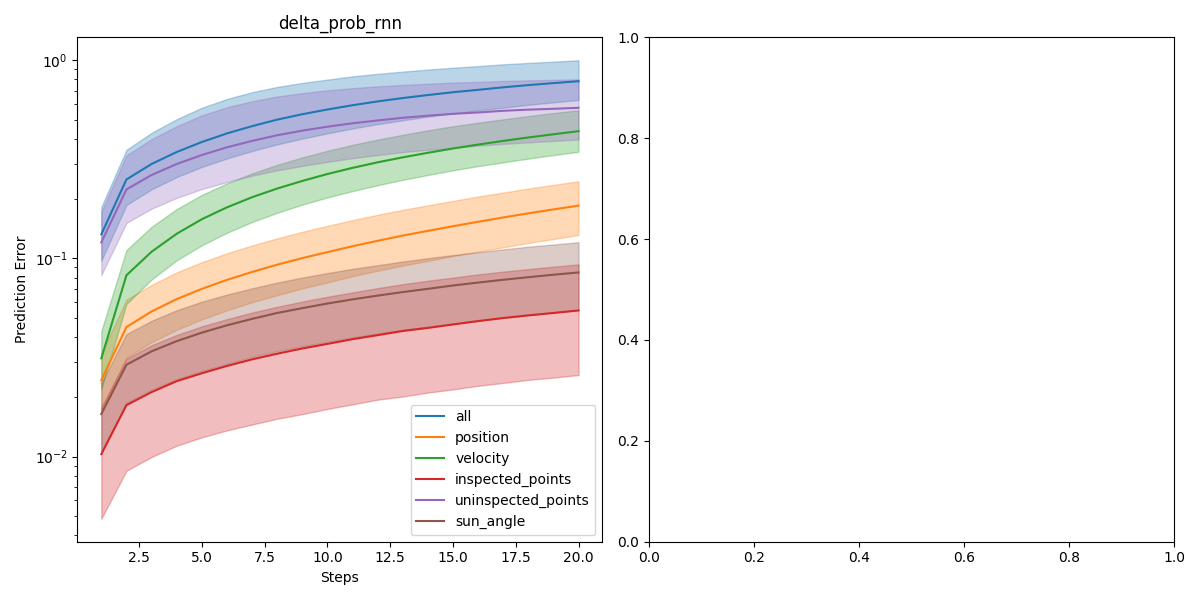 delta_prob_rnn
Prediction Error
10^0
10^-1
10^-2
all
position
velocity
inspected_points
uninspected_points
sun_angle
2.5 5.0 7.5 10.0 12.5 15.0 17.5 20.0
Steps
1.0
0.8
0.6
0.4
0.2
0.0
0.0 0.2 0.4 0.6 0.8 1.0